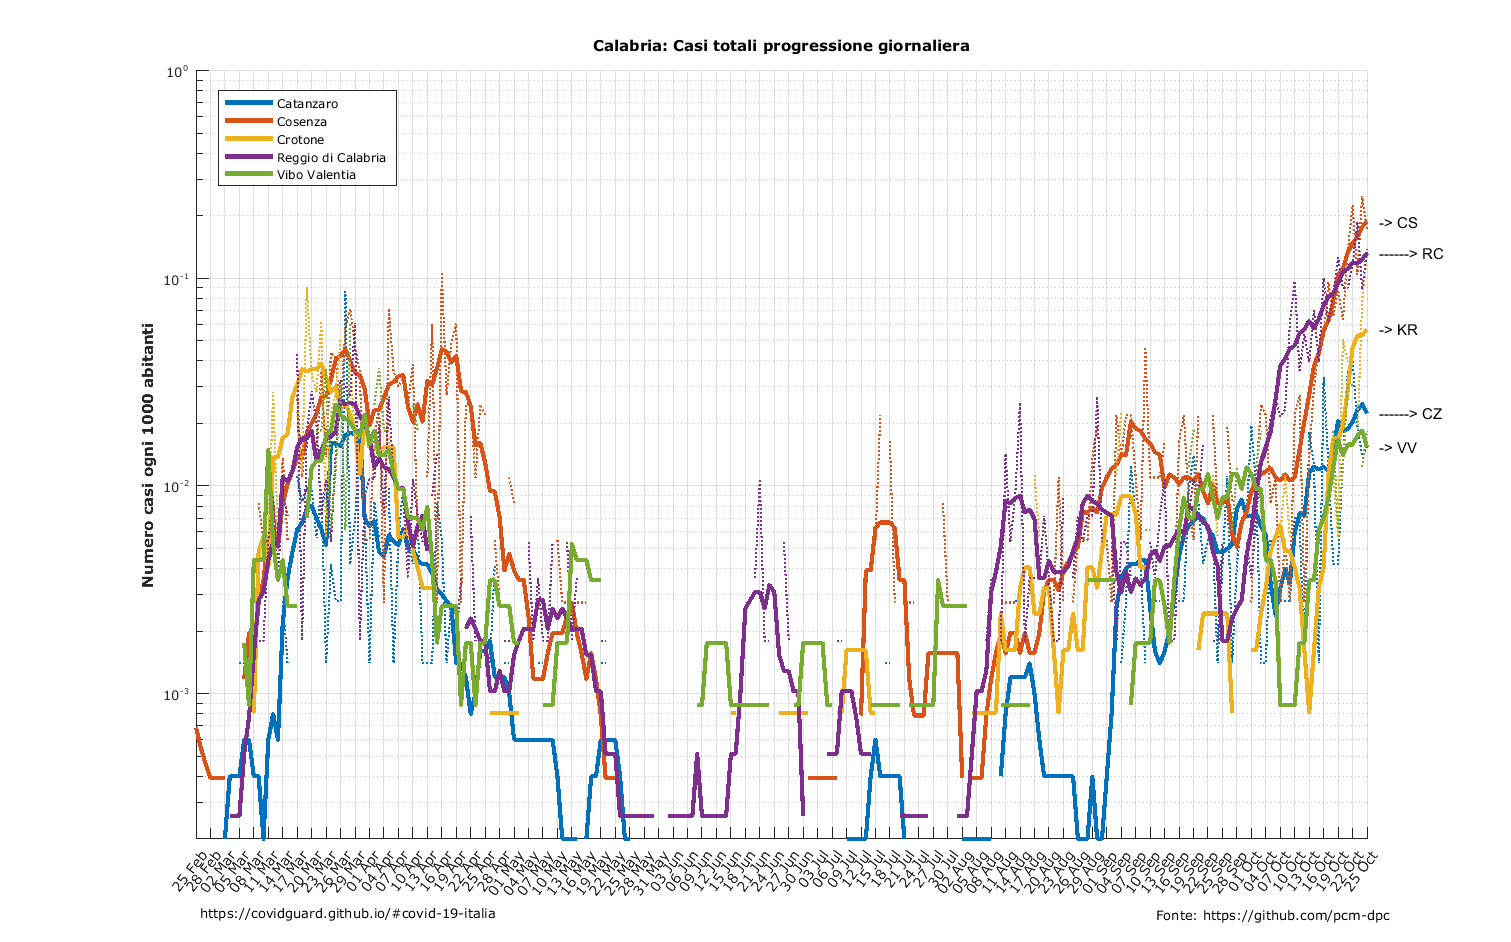 Calabria: Casi totali progressione giornaliera
10^0
10^-1
10^-2
10^-3
Numero casi ogni 1000 abitanti
Catanzaro
Cosenza
Crotone
Reggio di Calabria
Vibo Valentia
-> CS
------> RC
-> KR
------> CZ
-> VV
25 Feb
28 Feb
02 Mar
05 Mar
08 Mar
11 Mar
14 Mar
17 Mar
20 Mar
23 Mar
26 Mar
29 Mar
01 Apr
04 Apr
07 Apr
10 Apr
13 Apr
16 Apr
19 Apr
22 Apr
25 Apr
28 Apr
01 May
04 May
07 May
10 May
13 May
16 May
19 May
22 May
25 May
28 May
31 May
03 Jun
06 Jun
09 Jun
12 Jun
15 Jun
18 Jun
21 Jun
24 Jun
27 Jun
30 Jun
03 Jul
06 Jul
09 Jul
12 Jul
15 Jul
18 Jul
21 Jul
24 Jul
27 Jul
30 Jul
02 Aug
05 Aug
08 Aug
11 Aug
14 Aug
17 Aug
20 Aug
23 Aug
26 Aug
29 Aug
01 Sep
04 Sep
07 Sep
10 Sep
13 Sep
16 Sep
19 Sep
22 Sep
25 Sep
28 Sep
01 Oct
04 Oct
07 Oct
10 Oct
13 Oct
16 Oct
19 Oct
22 Oct
25 Oct
https://covidguard.github.io/#covid-19-italia
Fonte: https://github.com/pcm-dpc